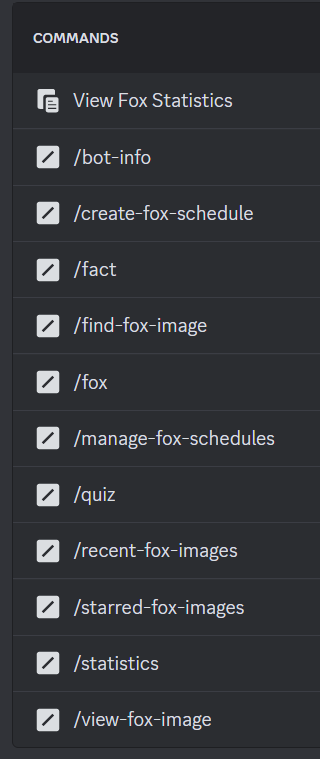 COMMANDS
View Fox Statistics
/bot-info
/create-fox-schedule
/fact
/find-fox-image
/fox
/manage-fox-schedules
/quiz
/recent-fox-images
/starred-fox-images
/statistics
/view-fox-image